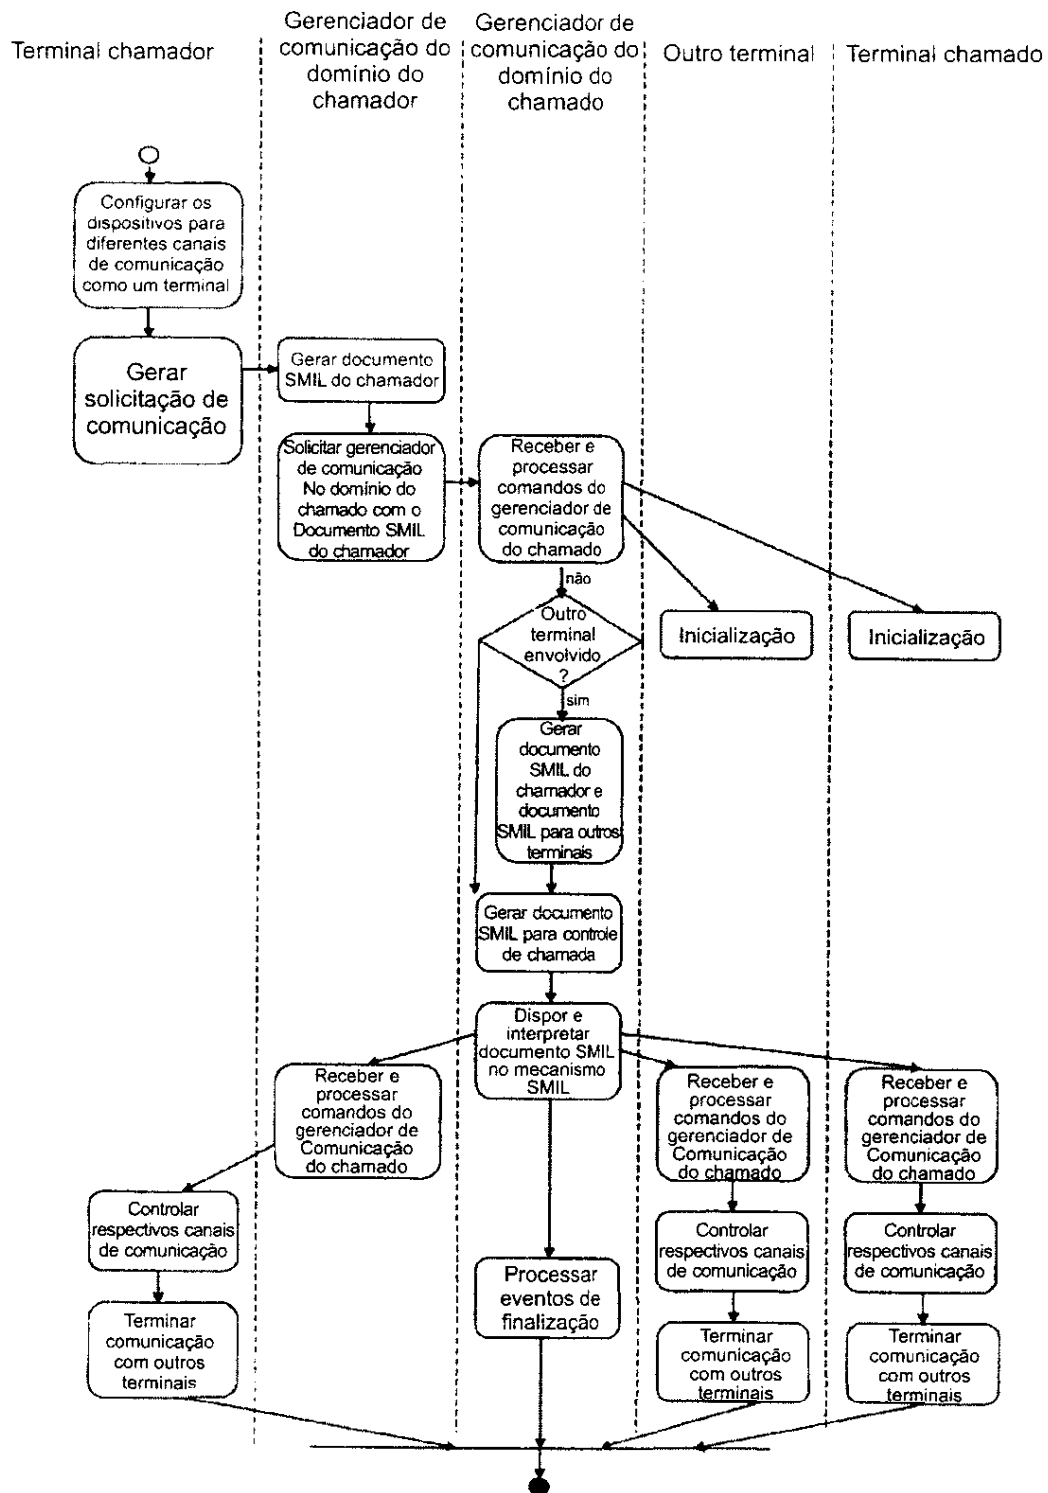 Terminal chamador
Gerenciador de
comunicação do
domínio do
chamador
Gerenciador de
comunicação do
domínio do
chamado
Outro terminal
Terminal chamado
Configurar os
dispositivos para
diferentes canais
de comunicação
como um terminal
Gerar
solicitação de
comunicação
Gerar documento
SMIL do chamador
Solicitar gerenciador
de comunicação
No domínio do
chamado com o
Documento SMIL
do chamador
Receber e
processar
comandos do
gerenciador de
comunicação
do chamado
não
Outro
terminal
envolvido
?
sim
Inicialização
Inicialização
Gerar
documento
SMIL do
chamador e
documento
SMIL para outros
terminais
Gerar documento
SMIL para controle
de chamada
Dispor e
interpretar
documento SMIL
no mecanismo
SMIL
Receber e
processar
comandos do
gerenciador de
Comunicação
do chamado
Receber e
processar
comandos do
gerenciador de
Comunicação
do chamado
Receber e
processar
comandos do
gerenciador de
Comunicação
do chamado
Controlar
respectivos canais
de comunicação
Controlar
respectivos canais
de comunicação
Controlar
respectivos canais
de comunicação
Processar
eventos de
finalização
Terminar
comunicação
com outros
terminais
Terminar
comunicação
com outros
terminais
Terminar
comunicação
com outros
terminais